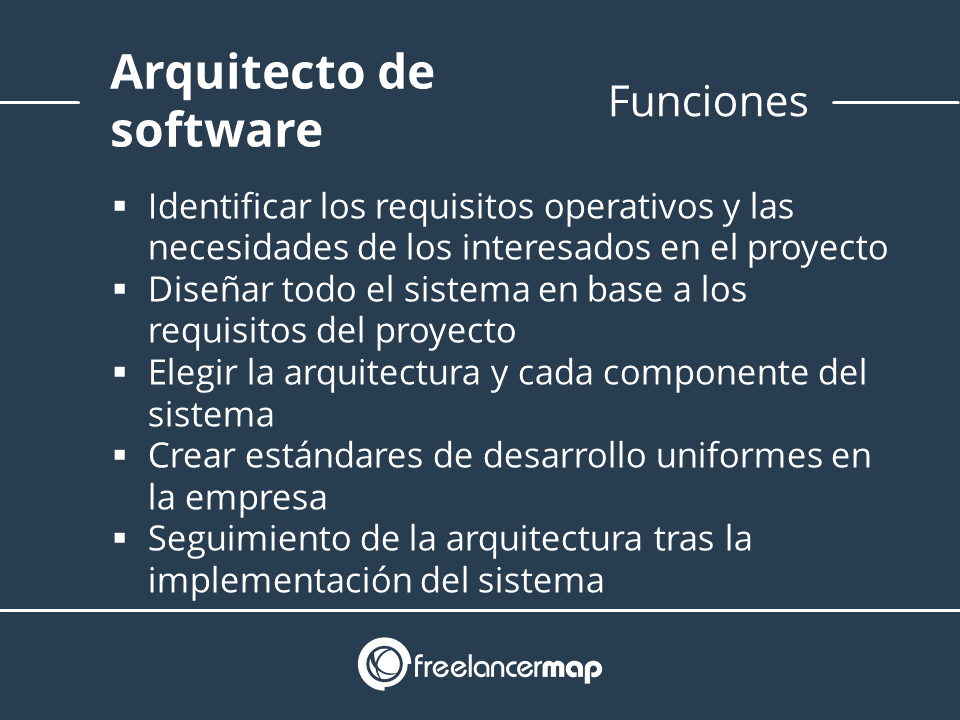 Arquitecto de
software
Funciones
▪ Identificar los requisitos operativos y las
necesidades de los interesados en el proyecto
▪ Diseñar todo el sistema en base a los
requisitos del proyecto
▪ Elegir la arquitectura y cada componente del
sistema
▪ Crear estándares de desarrollo uniformes en
la empresa
▪ Seguimiento de la arquitectura tras la
implementación del sistema
freelancermap